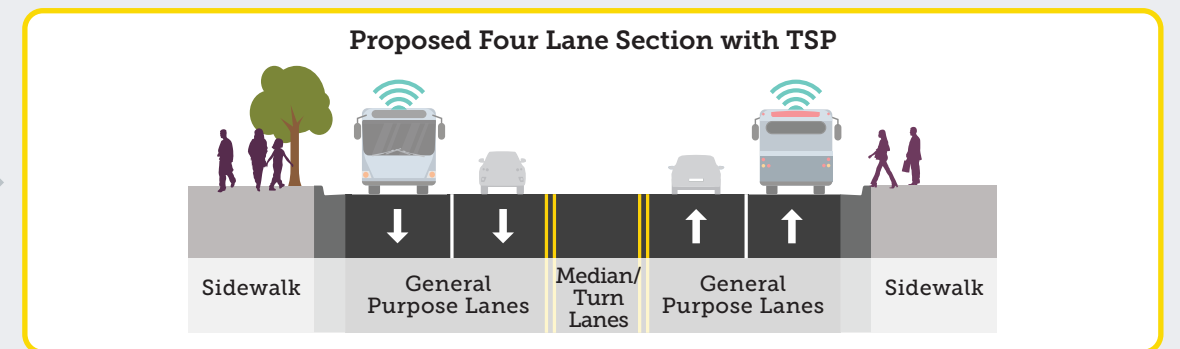 Proposed Four Lane Section with TSP
Sidewalk
General
Purpose Lanes
Median/
Turn
Lanes
General
Purpose Lanes
Sidewalk